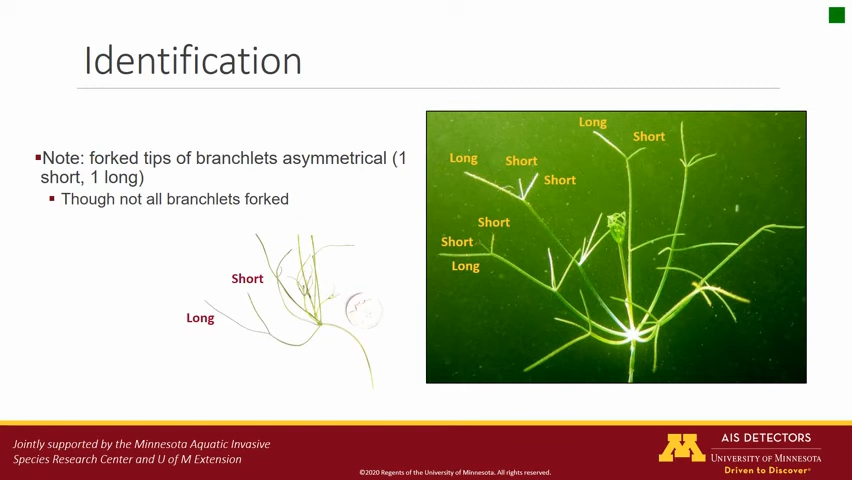 Identification
▪Note: forked tips of branchlets asymmetrical (1
short, 1 long)
▪ Though not all branchlets forked
Short
Long
Long
Short
Long
Short
Short
Short
Short
Long
Jointly supported by the Minnesota Aquatic Invasive
Species Research Center and U of M Extension
©2020 Regents of the University of Minnesota. All rights reserved.
M
AIS DETECTORS
UNIVERSITY OF MINNESOTA
Driven to Discover®